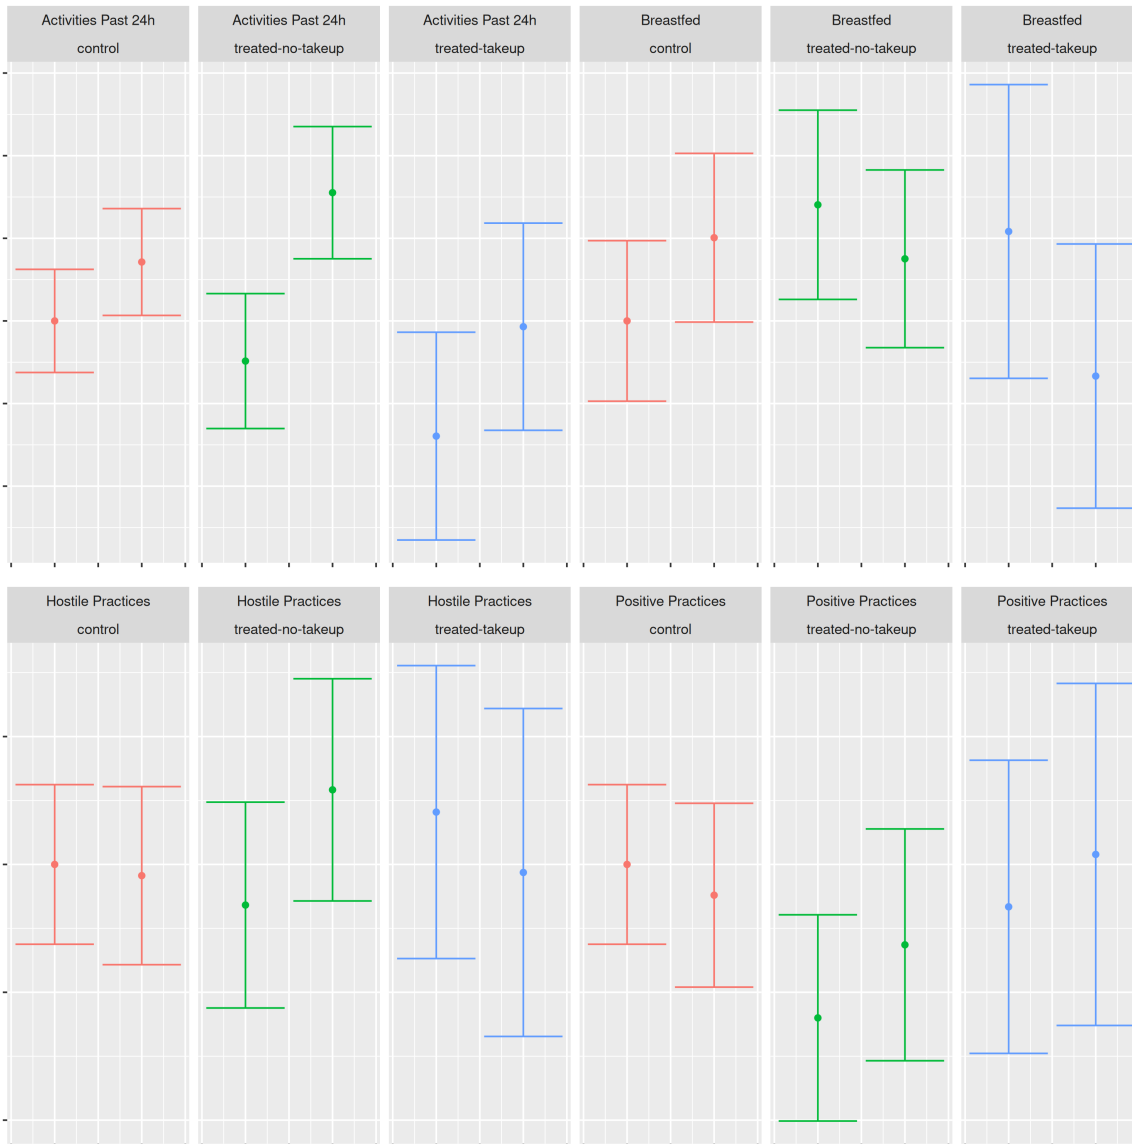 Activities Past 24h
control
Activities Past 24h
treated-no-takeup
Activities Past 24h
treated-takeup
Breastfed
control
Breastfed
treated-no-takeup
Breastfed
treated-takeup
Hostile Practices
control
Hostile Practices
treated-no-takeup
Hostile Practices
treated-takeup
Positive Practices
control
Positive Practices
treated-no-takeup
Positive Practices
treated-takeup